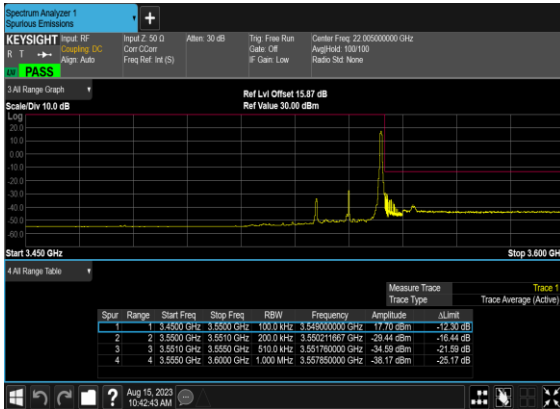 Spectrum Analyzer 1
Spurious Emissions
+
KEYSIGHT Input: RF Input Z: 50 Ω Atten: 30 dB Trig: Free Run Center Freq: 22.005000000 GHz
R T Coupling: DC Corr CCorr Gate: Off Avg|Hold: 100/100
Align: Auto Freq Ref: Int (S) IF Gain: Low Radio Std: None
LNI PASS
3 All Range Graph
Ref Lvl Offset 15.87 dB
Scale/Div 10.0 dB Ref Value 30.00 dBm
Log
20.0
10.0
0.00
-10.0
-20.0
-30.0
-40.0
-50.0
-60.0
Start 3.450 GHz Stop 3.600 GH
4 All Range Table
Measure Trace Trace 1
Trace Type Trace Average (Active)
Spur Range Start Freq Stop Freq RBW Frequency Amplitude ΔLimit
1 1 3.4500 GHz 3.5500 GHz 100.0 kHz 3.549000000 GHz 17.70 dBm -12.30 dB
2 2 3.5500 GHz 3.5510 GHz 200.0 kHz 3.550211667 GHz -29.44 dBm -16.44 dB
3 3 3.5510 GHz 3.5550 GHz 510.0 kHz 3.551760000 GHz -34.59 dBm -21.59 dB
4 4 3.5550 GHz 3.6000 GHz 1.000 MHz 3.557850000 GHz -38.17 dBm -25.17 dB
? Aug 15, 2023
10:42:43 AM